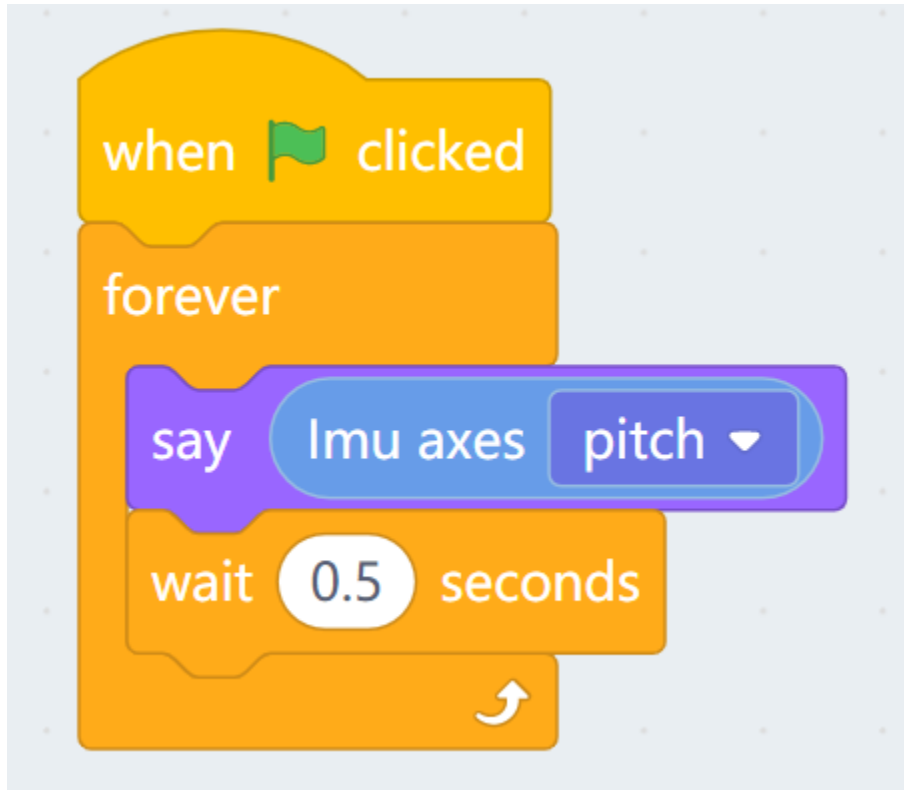 when clicked
forever
say Imu axes pitch
wait 0.5 seconds